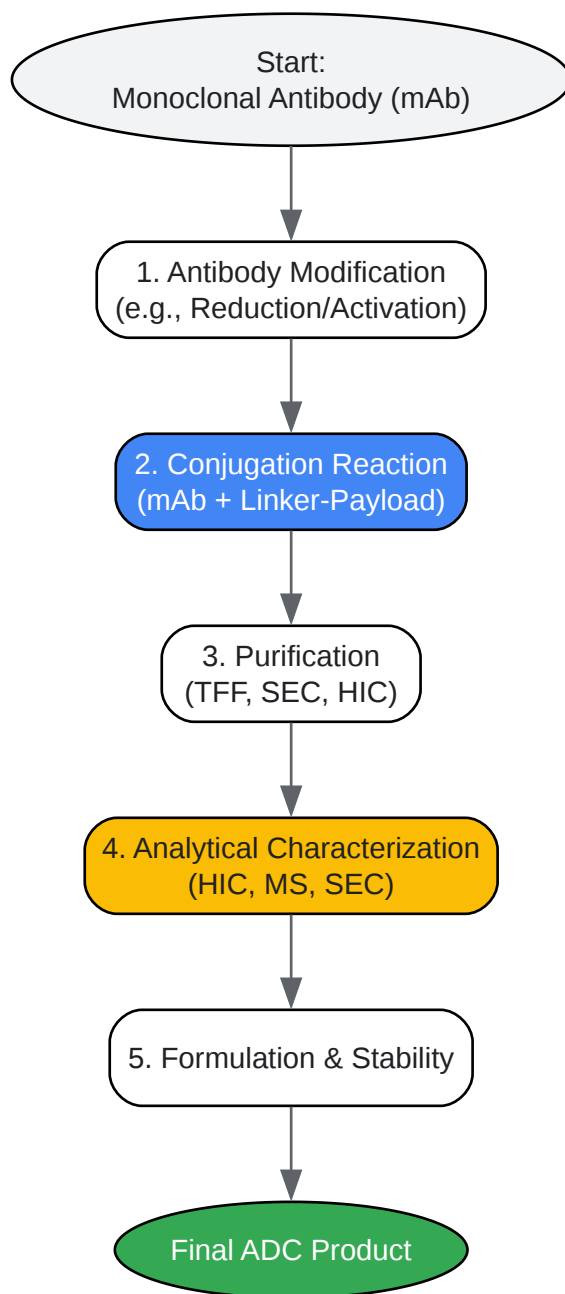 Start:
Monoclonal Antibody (mAb)
1. Antibody Modification
(e.g., Reduction/Activation)
2. Conjugation Reaction
(mAb + Linker-Payload)
3. Purification
(TFF, SEC, HIC)
4. Analytical Characterization
(HIC, MS, SEC)
5. Formulation & Stability
Final ADC Product